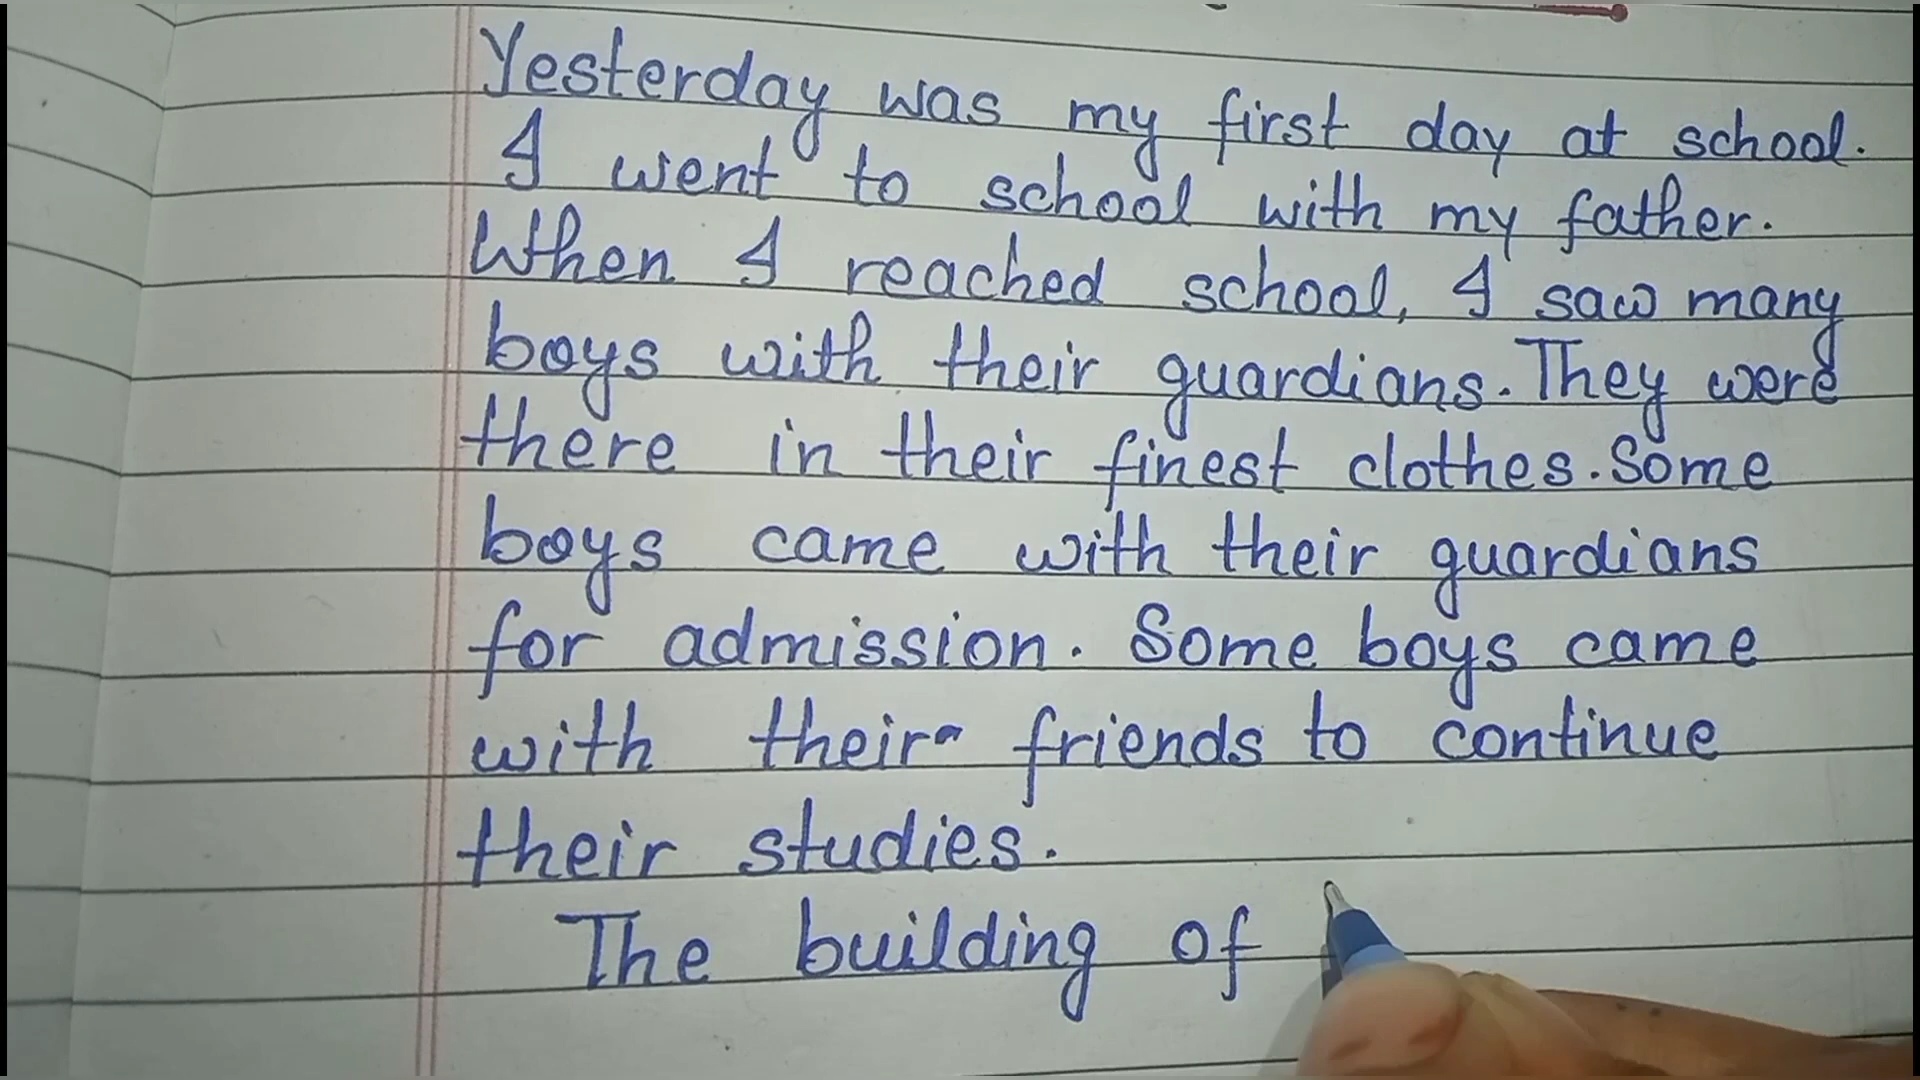 Yesterday was my first day at school.
I went to school with my father.
When I reached school, I saw many
boys with their guardians. They were
there in their finest clothes. Some
boys came with their guardians
for admission. Some boys came
with their friends to continue
their studies.
The building of